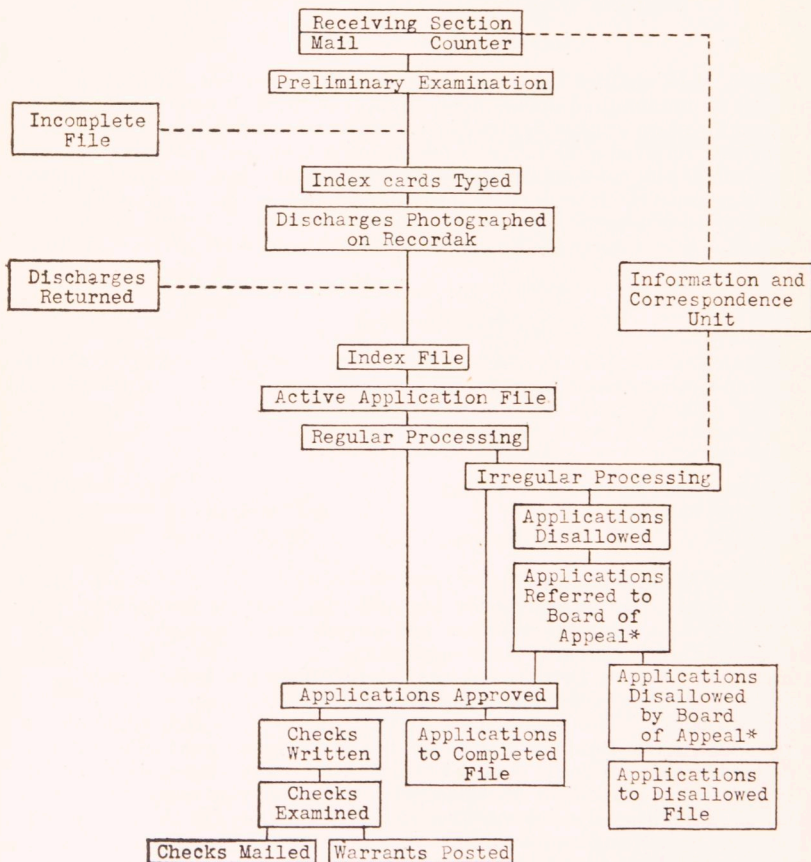 Receiving Section
Mail Counter
Preliminary Examination
Incomplete
File
Index cards Typed
Discharges Photographed
on Recordak
Discharges
Returned
Information and
Correspondence
Unit
Index File
Active Application File
Regular Processing
Irregular Processing
Applications
Disallowed
Applications
Referred to
Board of
Appeal*
Applications Approved
Applications
Disallowed
by Board
of Appeal*
Checks
Written
Applications
to Completed
File
Applications
to Disallowed
File
Checks
Examined
Checks Mailed
Warrants Posted